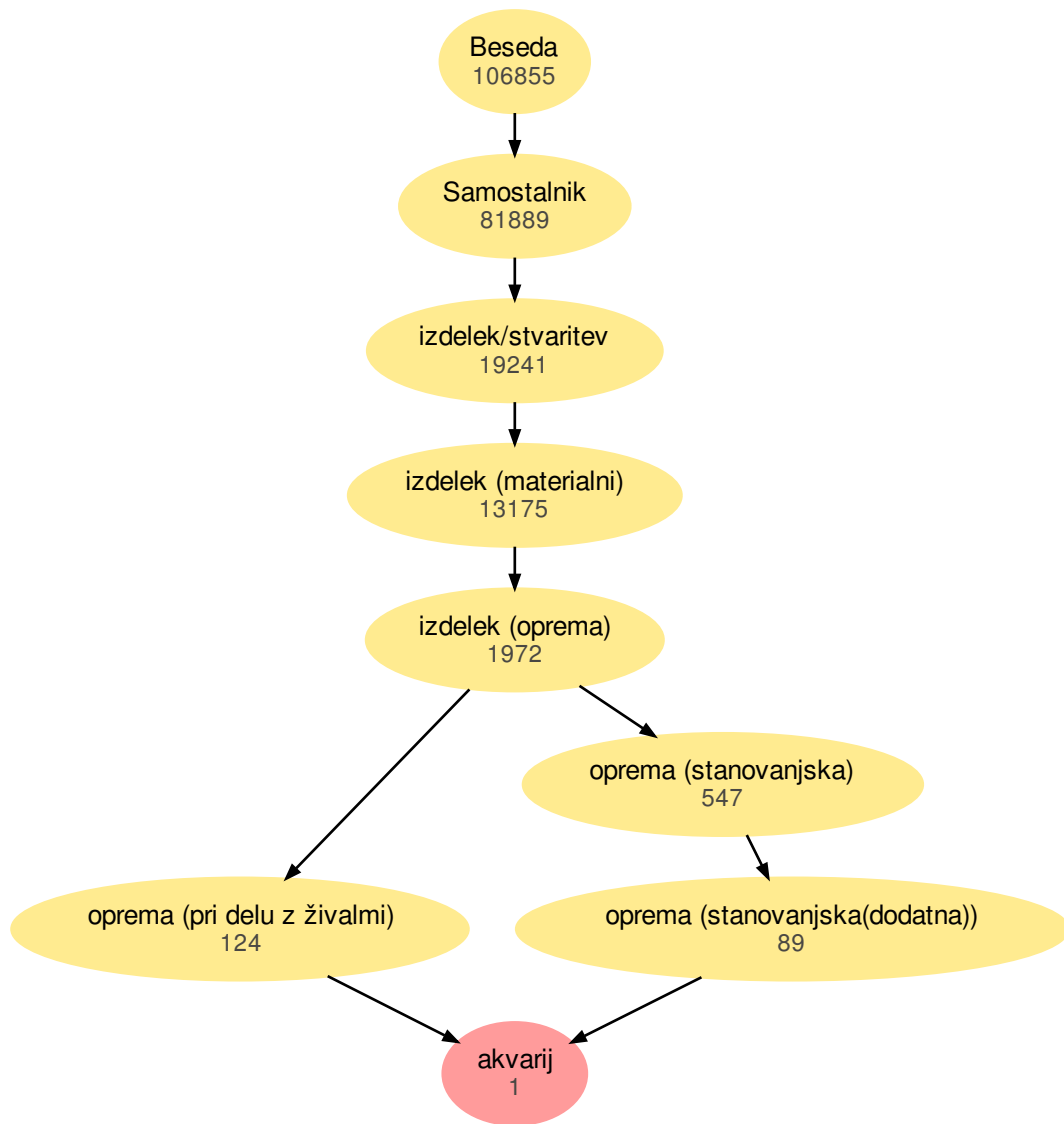 Beseda
106855
Samostalnik
81889
izdelek/stvaritev
19241
izdelek (materialni)
13175
izdelek (oprema)
1972
oprema (stanovanjska)
547
oprema (pri delu z živalmi)
124
oprema (stanovanjska(dodatna))
89
akvarij
1